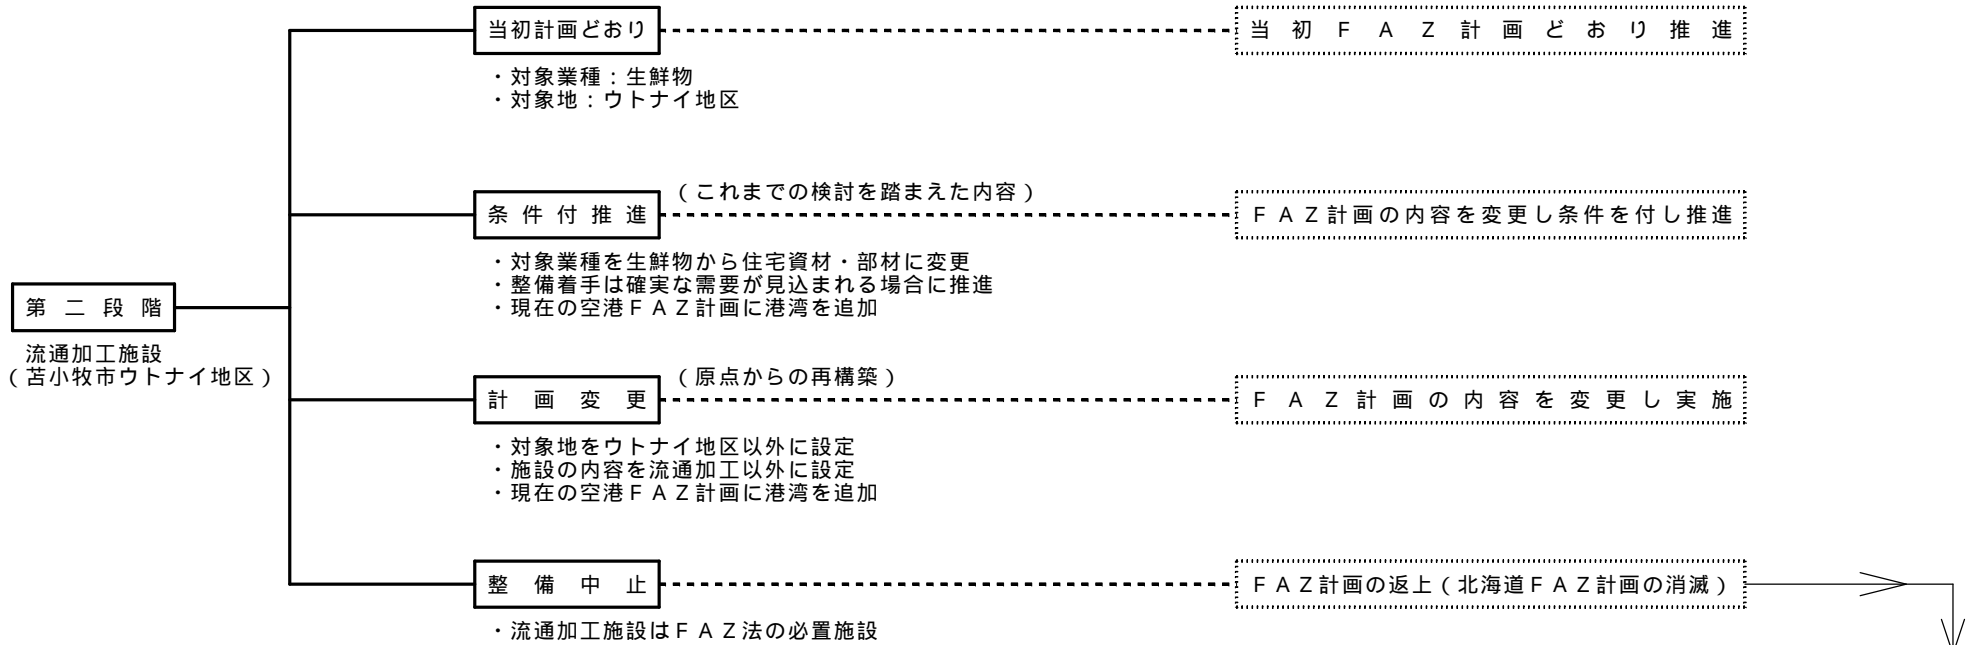 当初計画どおり
当初ＦＡＺ計画どおり推進
・対象業種：生鮮物
・対象地：ウトナイ地区
条件付推進
（これまでの検討を踏まえた内容）
ＦＡＺ計画の内容を変更し条件を付し推進
・対象業種を生鮮物から住宅資材・部材に変更
・整備着手は確実な需要が見込まれる場合に推進
・現在の空港ＦＡＺ計画に港湾を追加
第二段階
流通加工施設
（苫小牧市ウトナイ地区）
計画変更
（原点からの再構築）
ＦＡＺ計画の内容を変更し実施
・対象地をウトナイ地区以外に設定
・施設の内容を流通加工以外に設定
・現在の空港ＦＡＺ計画に港湾を追加
整備中止
ＦＡＺ計画の返上（北海道ＦＡＺ計画の消滅）
・流通加工施設はＦＡＺ法の必置施設